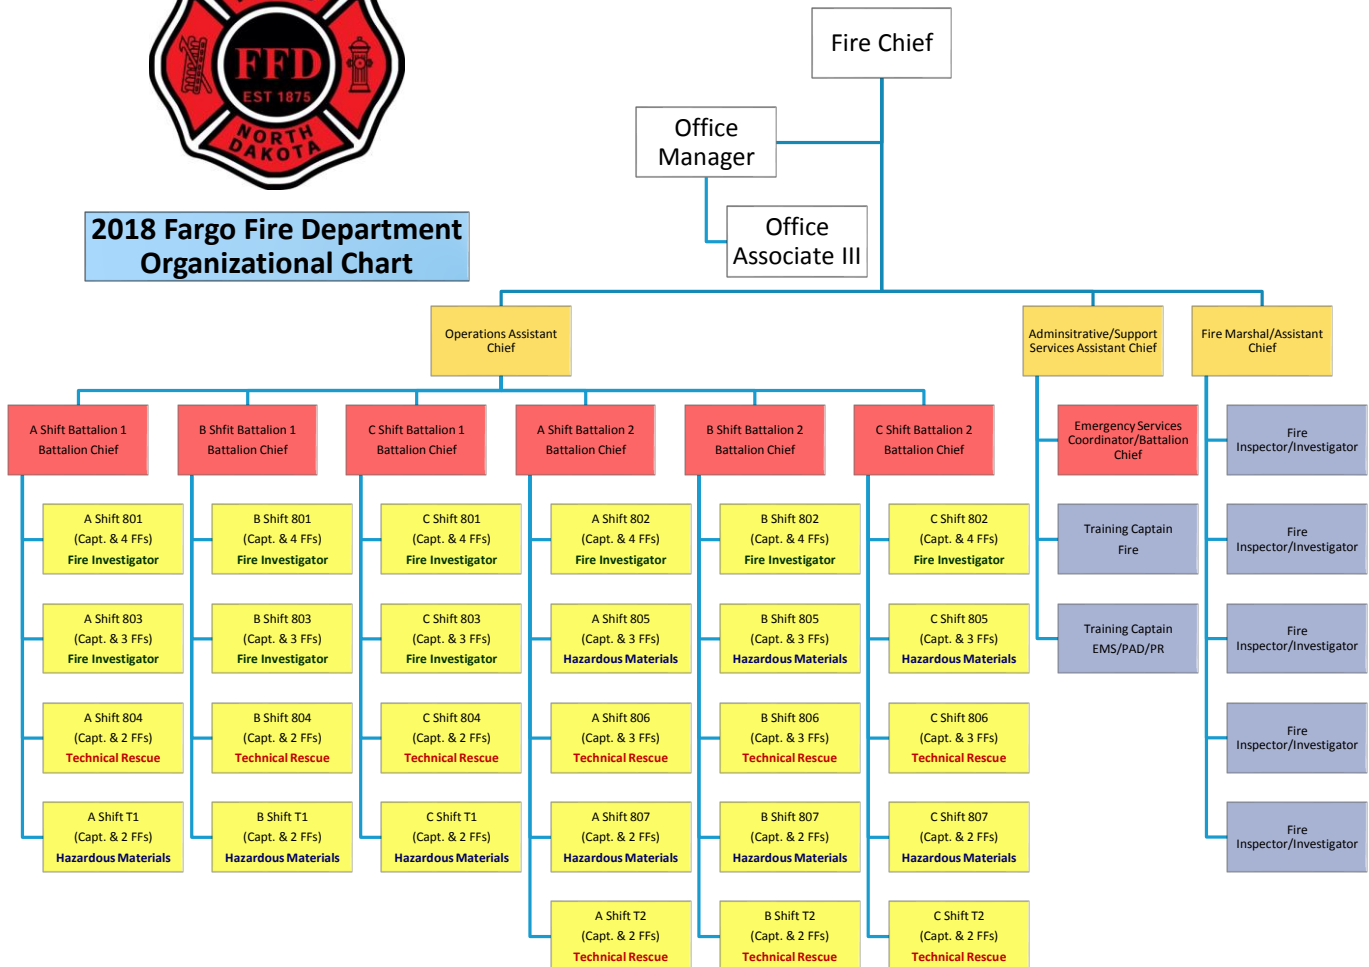 FFD
EST 1875
NORTH
DAKOTA
2018 Fargo Fire Department
Organizational Chart
Fire Chief
Office
Manager
Office
Associate III
Operations Assistant
Chief
Adminsitrative/Support
Services Assistant Chief
Fire Marshal/Assistant
Chief
A Shift Battalion 1
Battalion Chief
B Shfit Battalion 1
Battalion Chief
C Shift Battalion 1
Battalion Chief
A Shift Battalion 2
Battalion Chief
B Shift Battalion 2
Battalion Chief
C Shift Battalion 2
Battalion Chief
Emergency Services
Coordinator/Battalion
Chief
Fire
Inspector/Investigator
A Shift 801
(Capt. & 4 FFs)
Fire Investigator
B Shift 801
(Capt. & 4 FFs)
Fire Investigator
C Shift 801
(Capt. & 4 FFs)
Fire Investigator
A Shift 802
(Capt. & 4 FFs)
Fire Investigator
B Shift 802
(Capt. & 4 FFs)
Fire Investigator
C Shift 802
(Capt. & 4 FFs)
Fire Investigator
Training Captain
Fire
Fire
Inspector/Investigator
A Shift 803
(Capt. & 3 FFs)
Fire Investigator
B Shift 803
(Capt. & 3 FFs)
Fire Investigator
C Shift 803
(Capt. & 3 FFs)
Fire Investigator
A Shift 805
(Capt. & 3 FFs)
Hazardous Materials
B Shift 805
(Capt. & 3 FFs)
Hazardous Materials
C Shift 805
(Capt. & 3 FFs)
Hazardous Materials
Training Captain
EMS/PAD/PR
Fire
Inspector/Investigator
A Shift 804
(Capt. & 2 FFs)
Technical Rescue
B Shift 804
(Capt. & 2 FFs)
Technical Rescue
C Shift 804
(Capt. & 2 FFs)
Technical Rescue
A Shift 806
(Capt. & 3 FFs)
Technical Rescue
B Shift 806
(Capt. & 3 FFs)
Technical Rescue
C Shift 806
(Capt. & 3 FFs)
Technical Rescue
Fire
Inspector/Investigator
A Shift T1
(Capt. & 2 FFs)
Hazardous Materials
B Shift T1
(Capt. & 2 FFs)
Hazardous Materials
C Shift T1
(Capt. & 2 FFs)
Hazardous Materials
A Shift 807
(Capt. & 2 FFs)
Hazardous Materials
B Shift 807
(Capt. & 2 FFs)
Hazardous Materials
C Shift 807
(Capt. & 2 FFs)
Hazardous Materials
Fire
Inspector/Investigator
A Shift T2
(Capt. & 2 FFs)
Technical Rescue
B Shift T2
(Capt. & 2 FFs)
Technical Rescue
C Shift T2
(Capt. & 2 FFs)
Technical Rescue